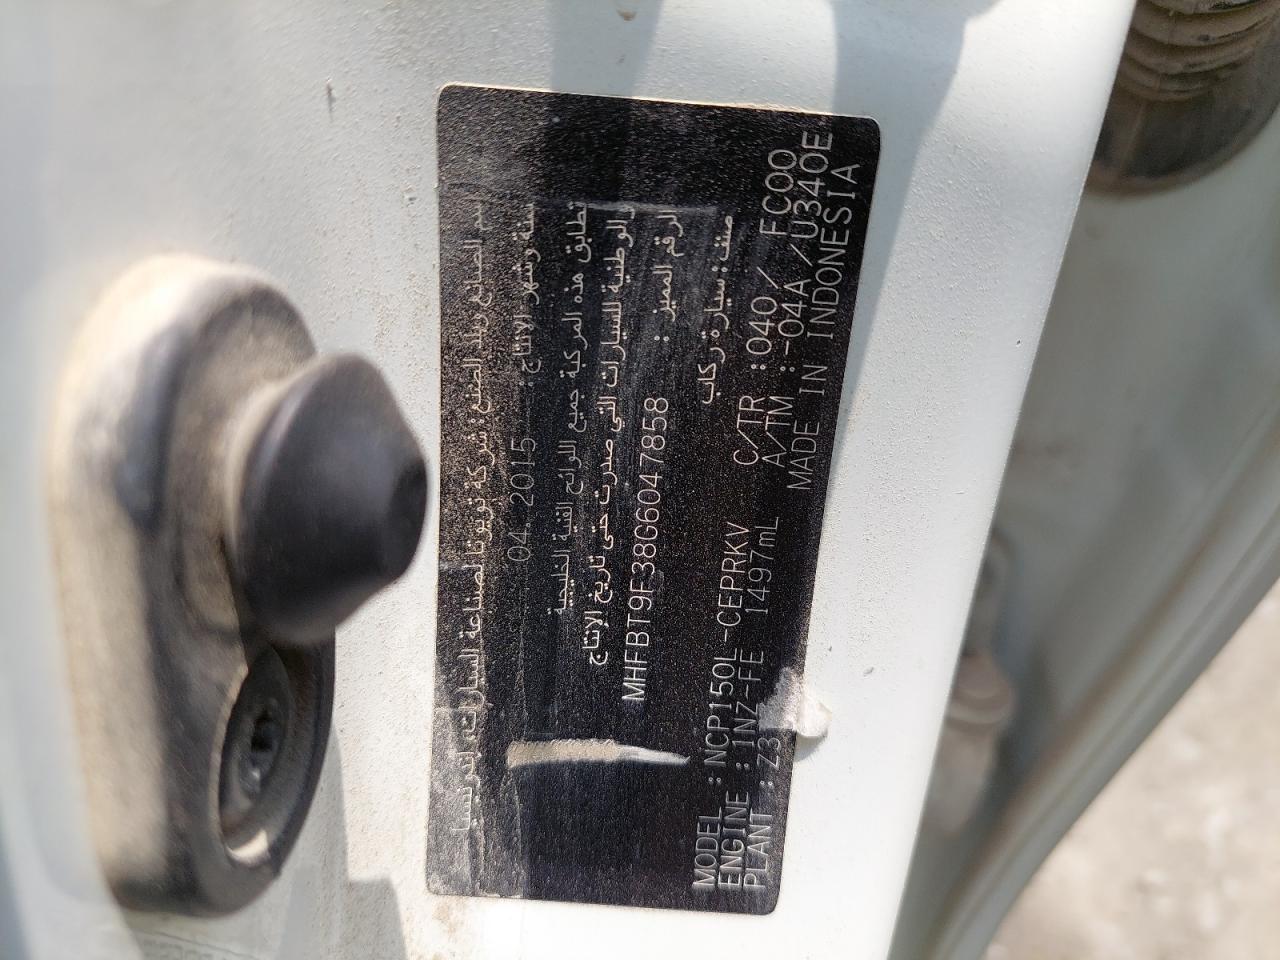 اسم الصانع وبلد الصنع: شركة تويوتا لصناعة السيارات، إندونيسيا
سنة وشهر الإنتاج: 04. 2015
تطابق هذه المركبة جميع اللوائح الفنية الخليجية
والوطنية للسيارات التي صدرت حتى تاريخ الإنتاج
الرقم المميز : MHFBT9F38G6047858
صنف: سيارة ركاب
MODEL : NCP150L-CEPRKV C/TR :040/ FC00
ENGINE : 1NZ-FE 1497mL A/TM :-04A/U340E
PLANT : Z3 MADE IN INDONESIA